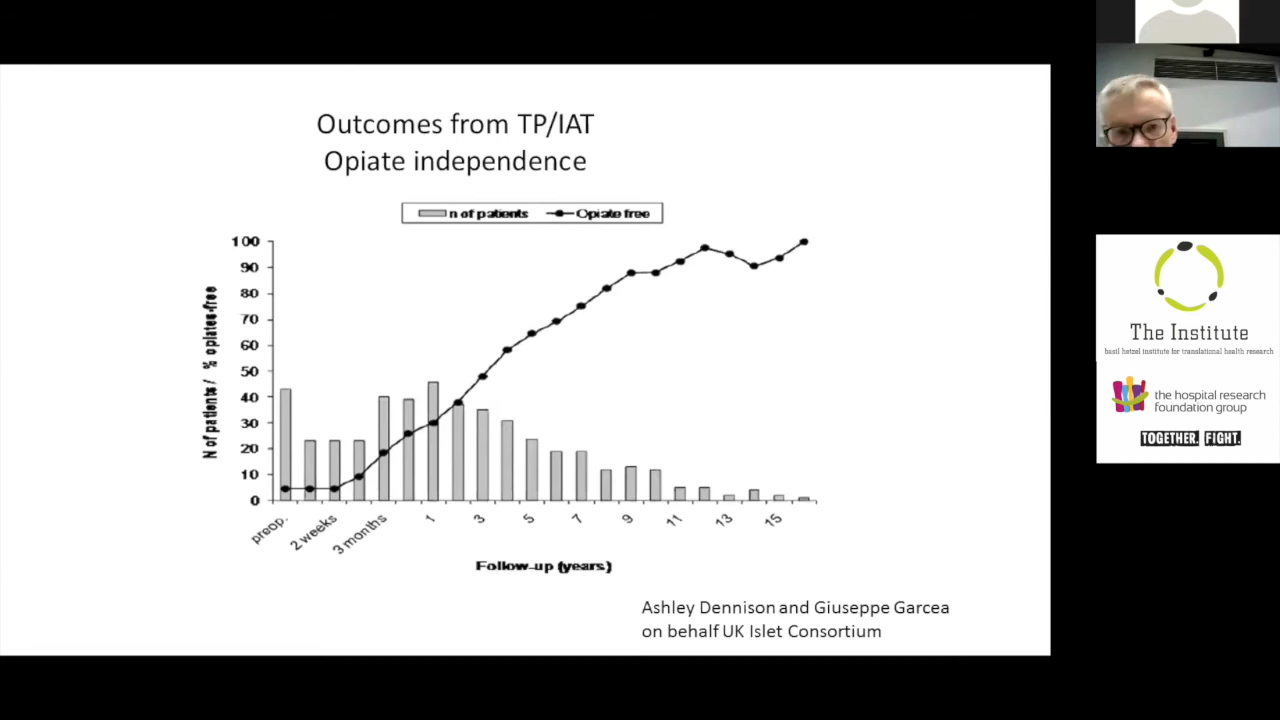 Outcomes from TP/IAT
Opiate independence
n of patients
Opiate free
100
90
80
70
60
50
40
30
20
10
0
N of patients / % opiates-free
preop.
2 weeks
3 months
1
3
5
7
9
11
13
15
Follow-up (years)
Ashley Dennison and Giuseppe Garcea
on behalf UK Islet Consortium
The Institute
basil hetzel institute for translational health research
the hospital research
foundation group
TOGETHER. FIGHT.